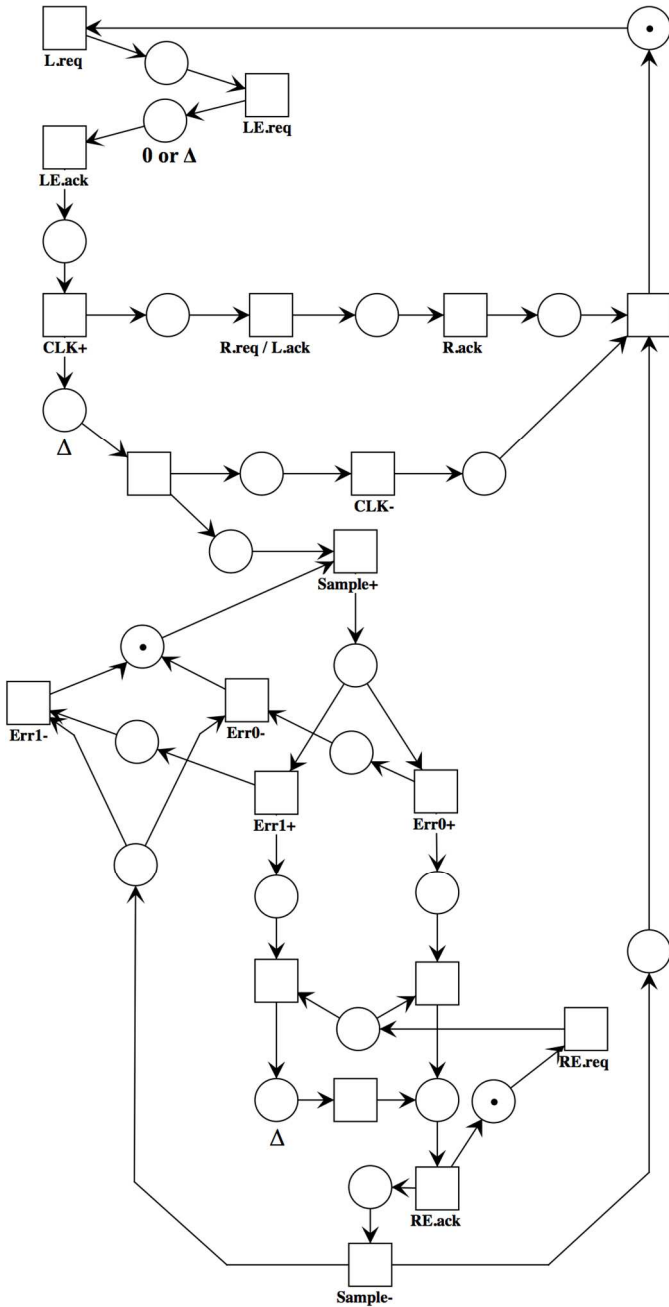 L.req
LE.req
0 or Δ
LE.ack
CLK+
R.req / L.ack
R.ack
Δ
CLK-
Sample+
Err1-
Err0-
Err1+
Err0+
RE.req
Δ
RE.ack
Sample-